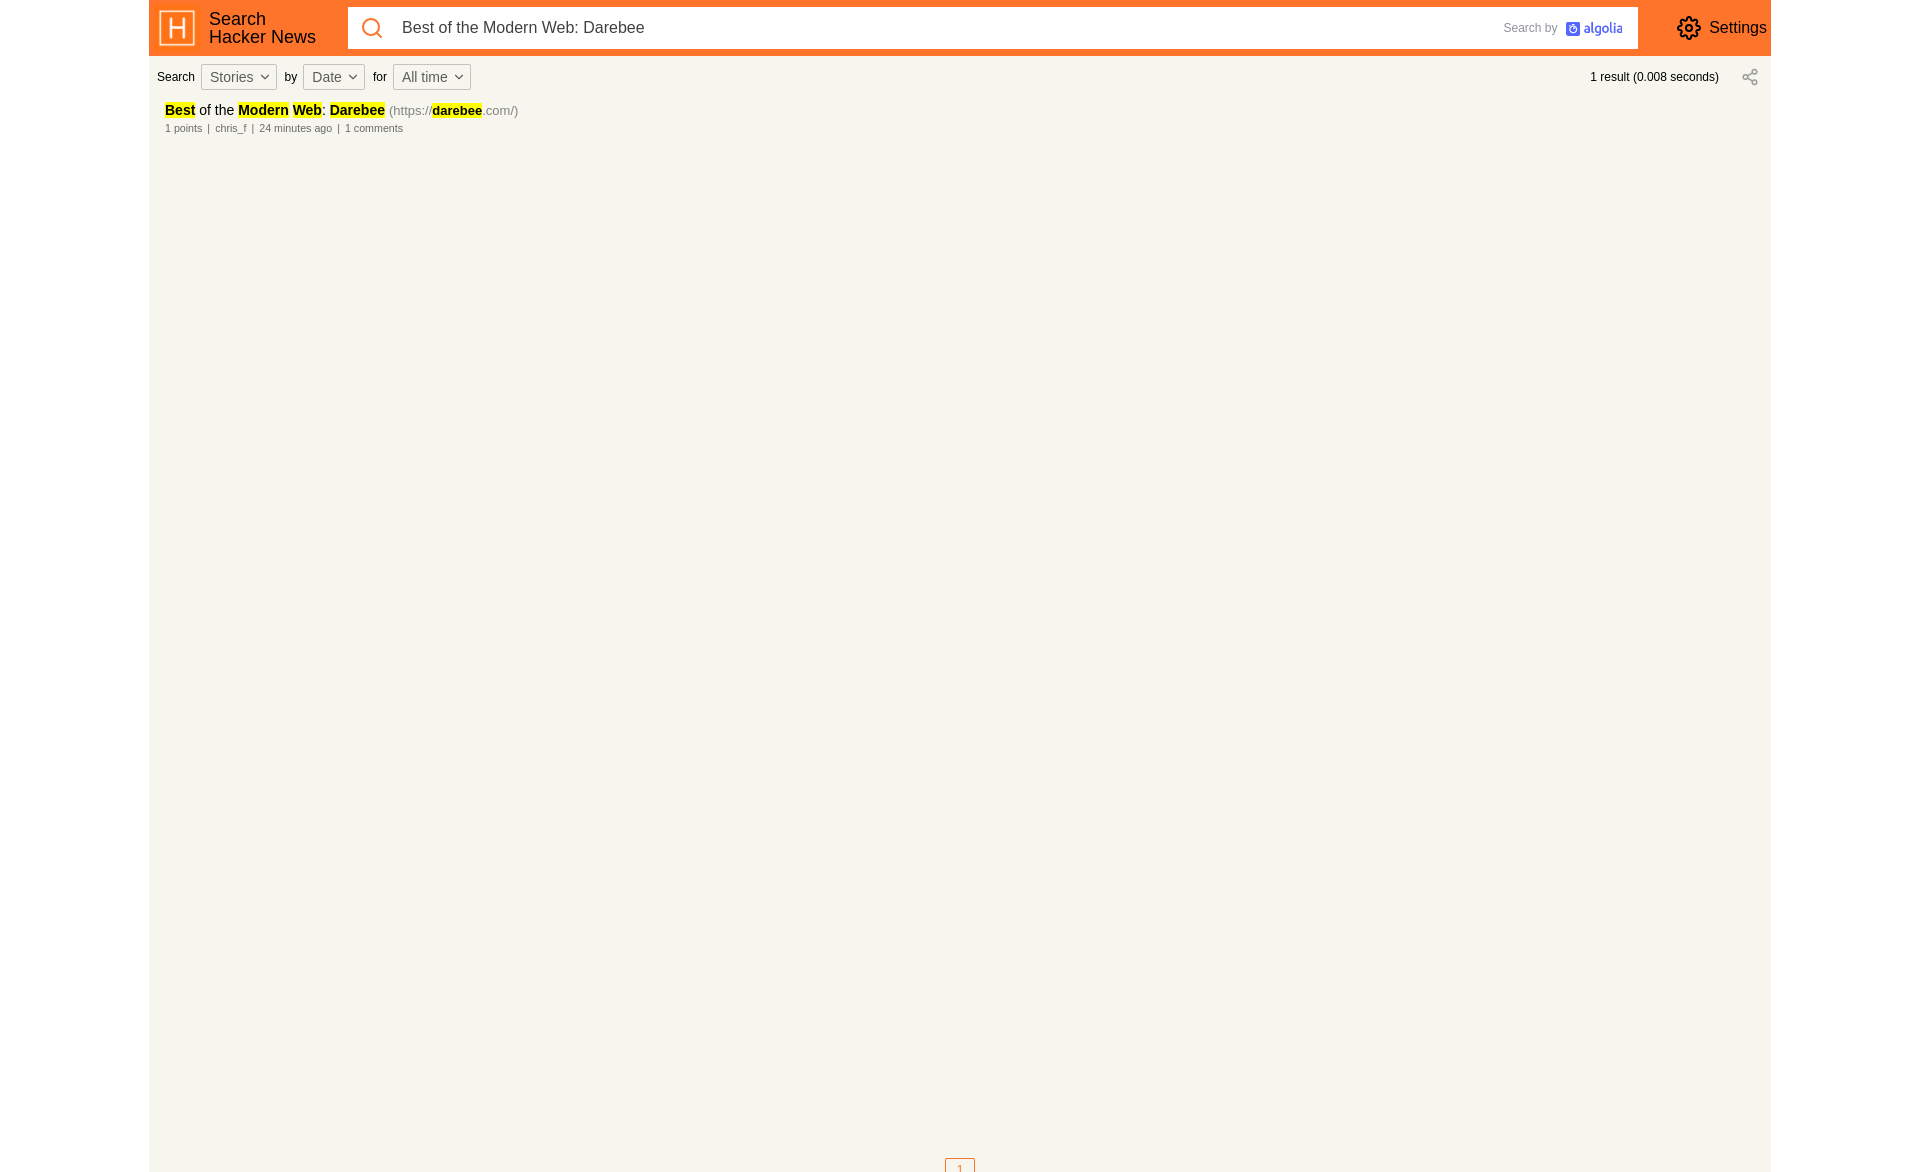 H
Search
Hacker News
Best of the Modern Web: Darebee
Search by algolia
Settings
Search Stories by Date for All time
1 result (0.008 seconds)
Best of the Modern Web: Darebee (https://darebee.com/)
1 points | chris_f | 24 minutes ago | 1 comments
1